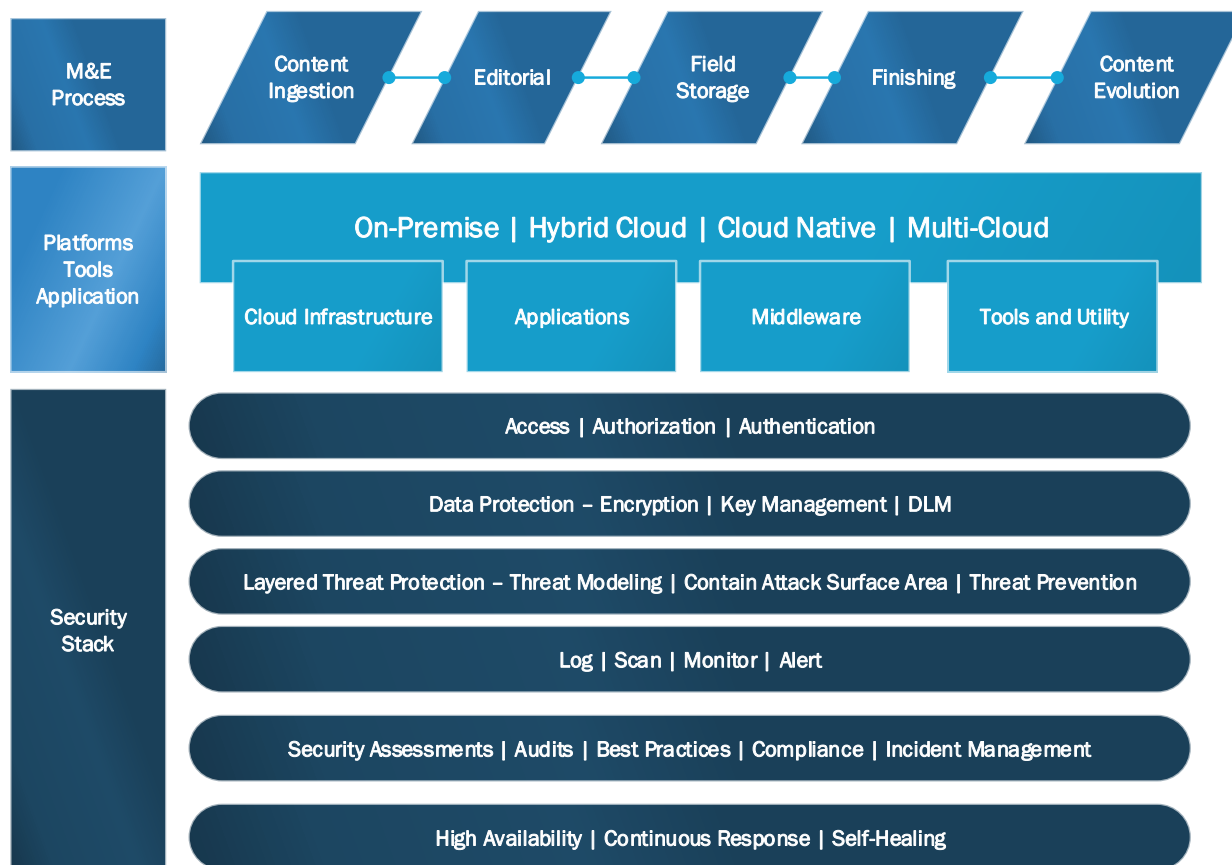 M&E
Process
Content
Ingestion
Editorial
Field
Storage
Finishing
Content
Evolution
Platforms
Tools
Application
On-Premise | Hybrid Cloud | Cloud Native | Multi-Cloud
Cloud Infrastructure
Applications
Middleware
Tools and Utility
Security
Stack
Access | Authorization | Authentication
Data Protection – Encryption | Key Management | DLM
Layered Threat Protection – Threat Modeling | Contain Attack Surface Area | Threat Prevention
Log | Scan | Monitor | Alert
Security Assessments | Audits | Best Practices | Compliance | Incident Management
High Availability | Continuous Response | Self-Healing